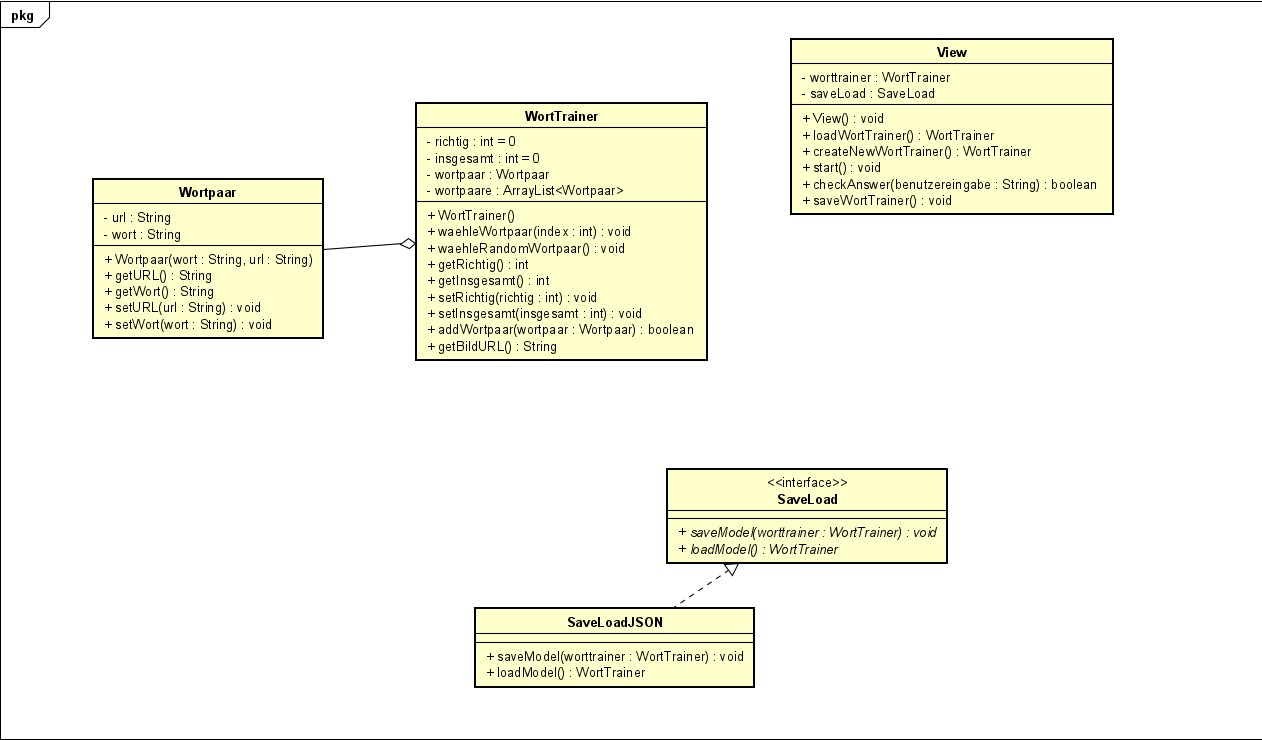 pkg
View
- worttrainer : WortTrainer
- saveLoad : SaveLoad
+ View() : void
+ loadWortTrainer() : WortTrainer
+ createNewWortTrainer() : WortTrainer
+ start() : void
+ checkAnswer(benutzereingabe : String) : boolean
+ saveWortTrainer() : void
WortTrainer
- richtig : int = 0
- insgesamt : int = 0
- wortpaar : Wortpaar
- wortpaare : ArrayList<Wortpaar>
+ WortTrainer()
+ waehleWortpaar(index : int) : void
+ waehleRandomWortpaar() : void
+ getRichtig() : int
+ getInsgesamt() : int
+ setRichtig(richtig : int) : void
+ setInsgesamt(insgesamt : int) : void
+ addWortpaar(wortpaar : Wortpaar) : boolean
+ getBildURL() : String
Wortpaar
- url : String
- wort : String
+ Wortpaar(wort : String, url : String)
+ getURL() : String
+ getWort() : String
+ setURL(url : String) : void
+ setWort(wort : String) : void
<<interface>>
SaveLoad
+ saveModel(worttrainer : WortTrainer) : void
+ loadModel() : WortTrainer
SaveLoadJSON
+ saveModel(worttrainer : WortTrainer) : void
+ loadModel() : WortTrainer